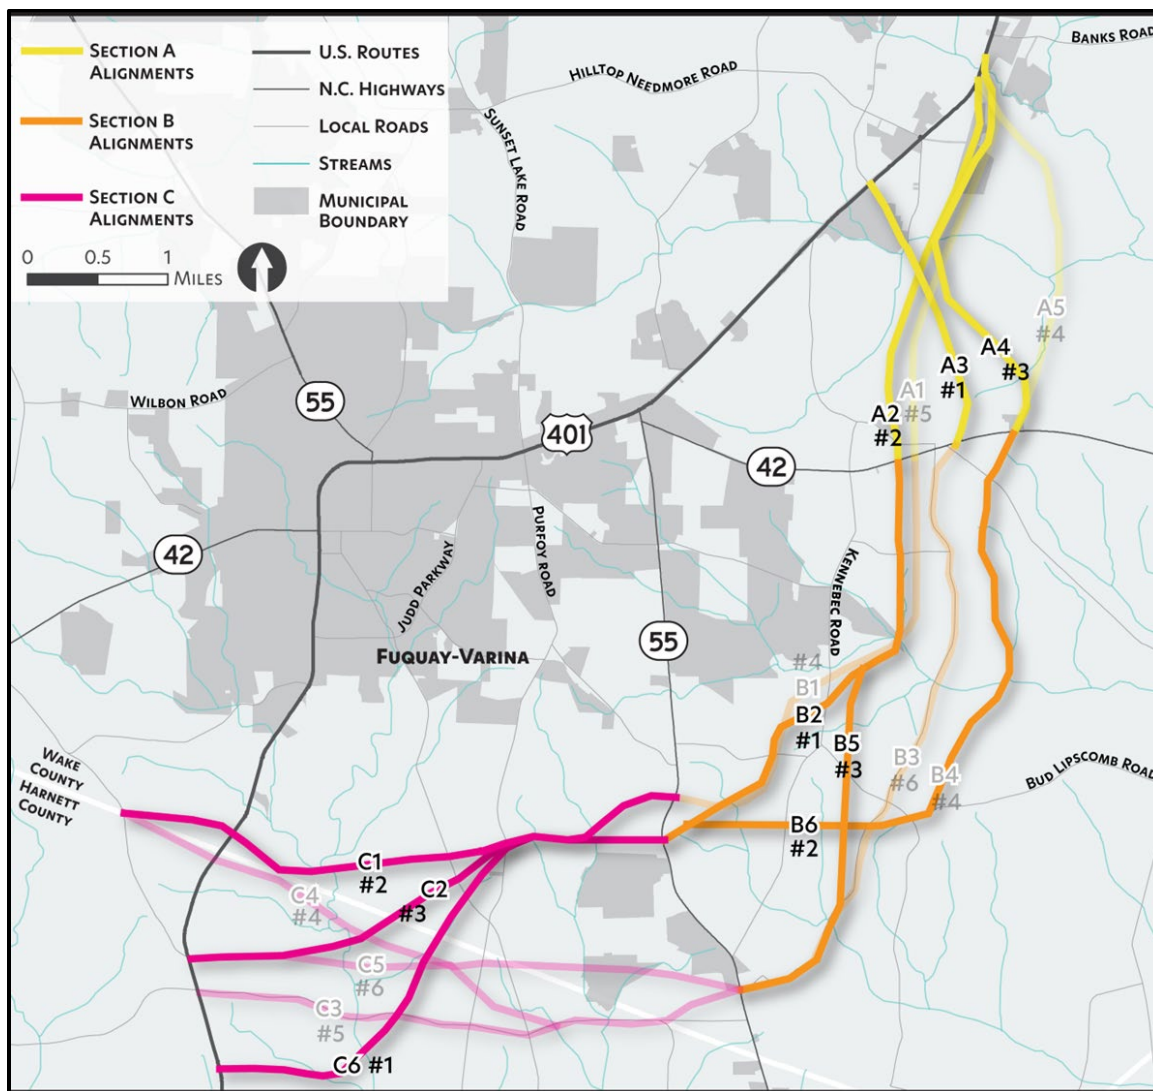 SECTION A
ALIGNMENTS
SECTION B
ALIGNMENTS
SECTION C
ALIGNMENTS
0 0.5 1
MILES
U.S. ROUTES
N.C. HIGHWAYS
LOCAL ROADS
STREAMS
MUNICIPAL
BOUNDARY
BANKS ROAD
HILLTOP NEEDMORE ROAD
SUNSET LAKE ROAD
A5
#4
A4
#3
A3
#1
A1
#5
A2
#2
WILBON ROAD
55
401
42
42
PURFOY ROAD
JUDD PARKWAY
KENNEBEC ROAD
55
FUQUAY-VARINA
#4
B1
B2
#1
B5
#3
B3
#6
B4
#4
BUD LIPSCOMB ROAD
WAKE
COUNTY
HARNETT
COUNTY
B6
#2
C1
#2
C2
#3
C4
#4
C5
#6
C3
#5
C6 #1